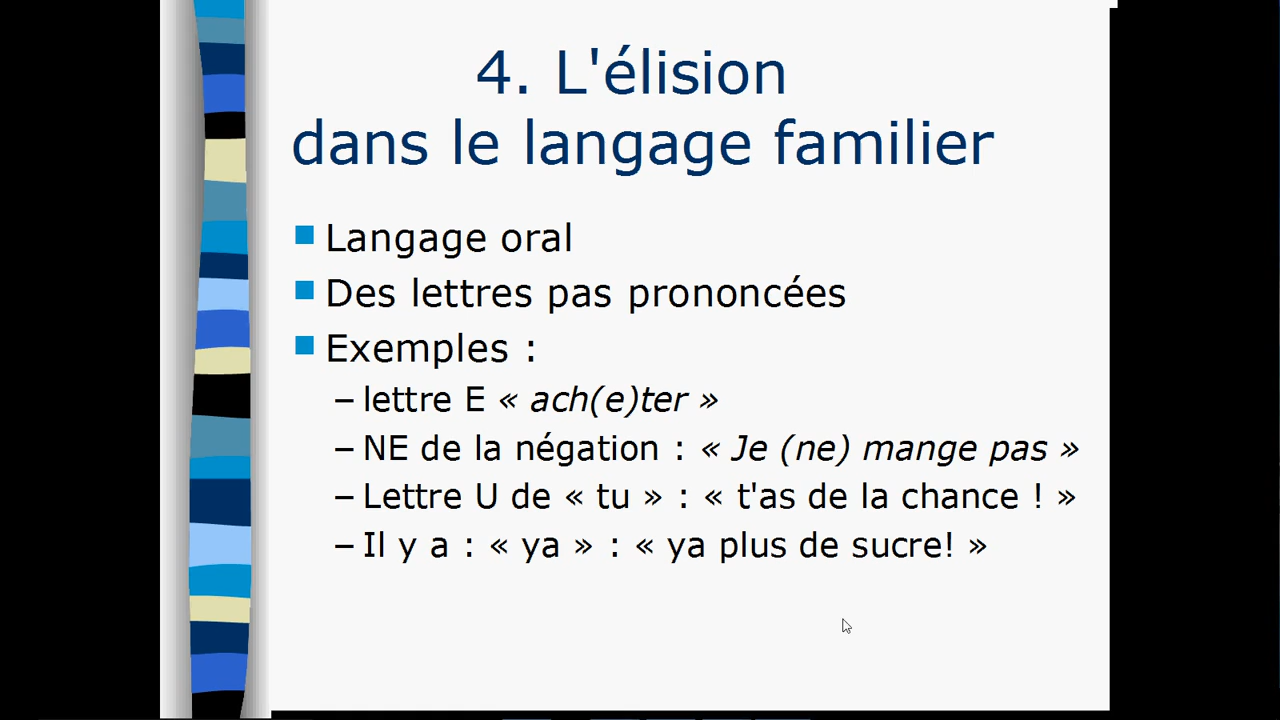 4. L'élision
dans le langage familier
Langage oral
Des lettres pas prononcées
Exemples :
– lettre E « ach(e)ter »
– NE de la négation : « Je (ne) mange pas »
– Lettre U de « tu » : « t'as de la chance ! »
– Il y a : « ya » : « ya plus de sucre! »